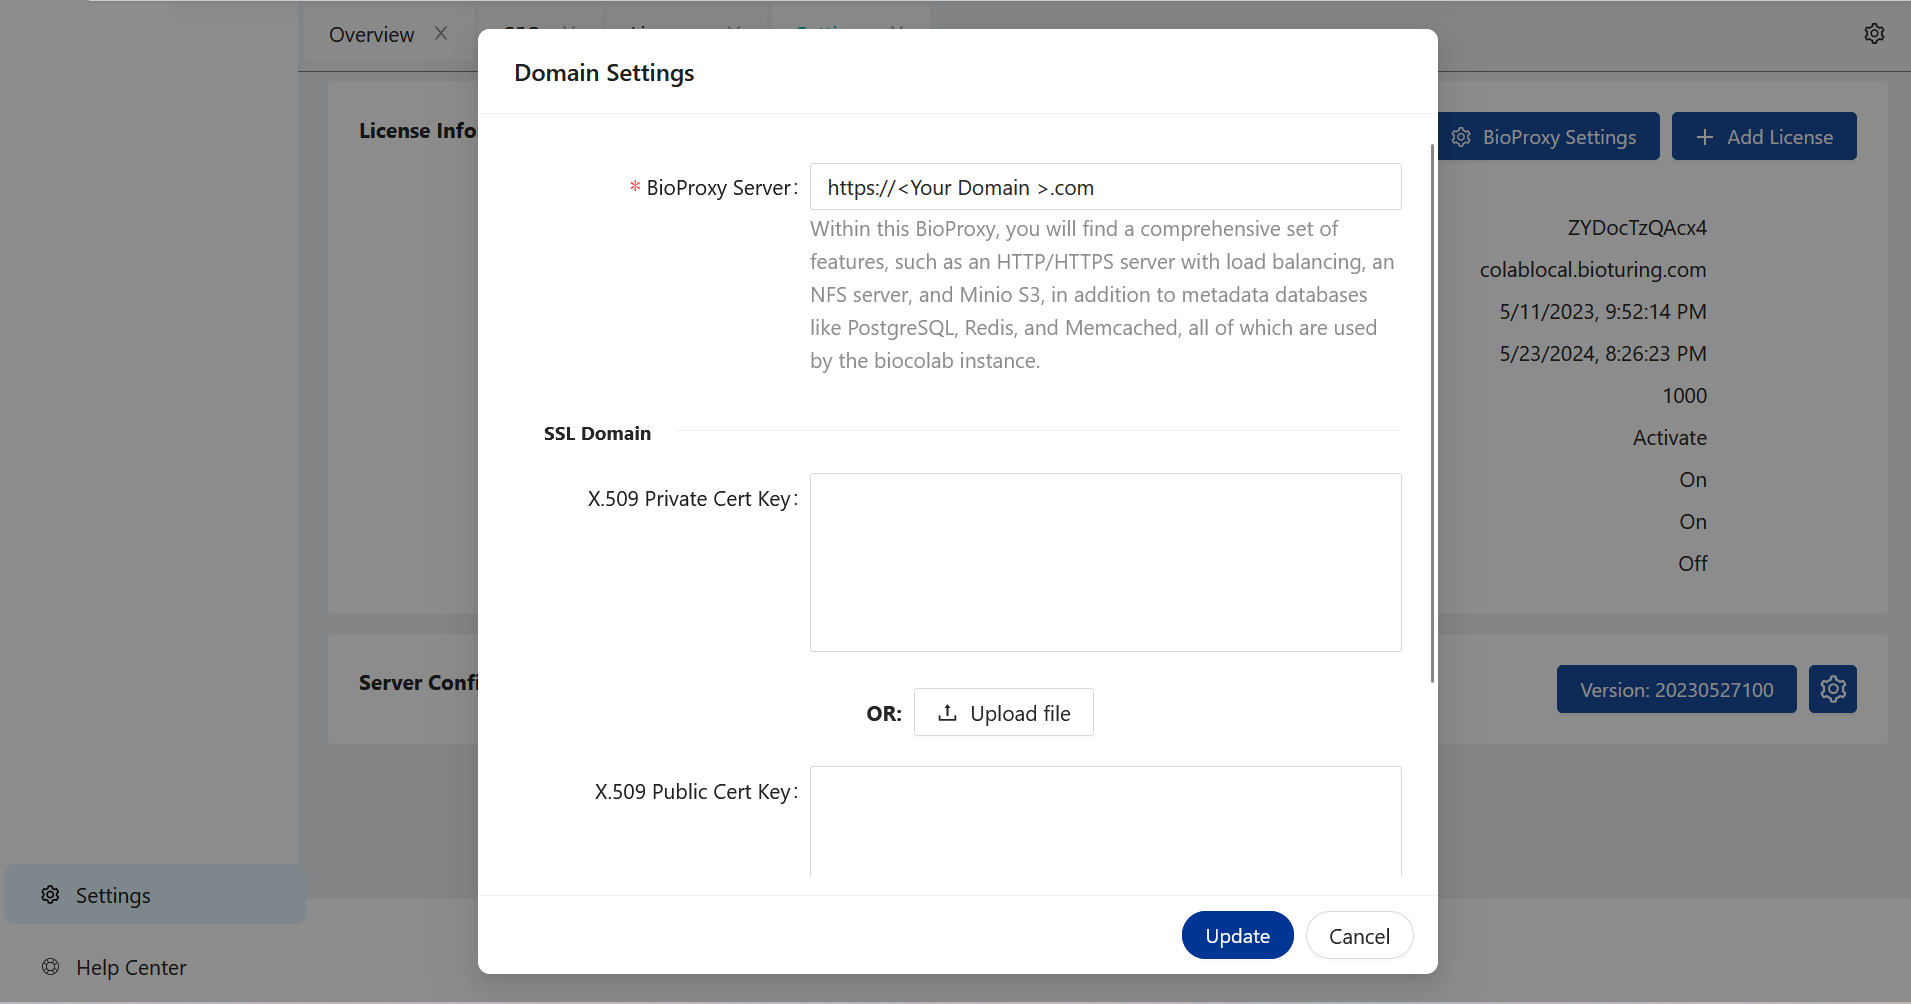 Overview
Domain Settings
License Info
BioProxy Settings
Add License
* BioProxy Server:
https://<Your Domain >.com
Within this BioProxy, you will find a comprehensive set of
features, such as an HTTP/HTTPS server with load balancing, an
NFS server, and Minio S3, in addition to metadata databases
like PostgreSQL, Redis, and Memcached, all of which are used
by the biocolab instance.
ZYDocTzQAcx4
colablocal.bioturing.com
5/11/2023, 9:52:14 PM
5/23/2024, 8:26:23 PM
1000
Activate
On
On
Off
SSL Domain
X.509 Private Cert Key:
OR:
Upload file
Server Confi
Version: 20230527100
X.509 Public Cert Key:
Settings
Help Center
Update
Cancel